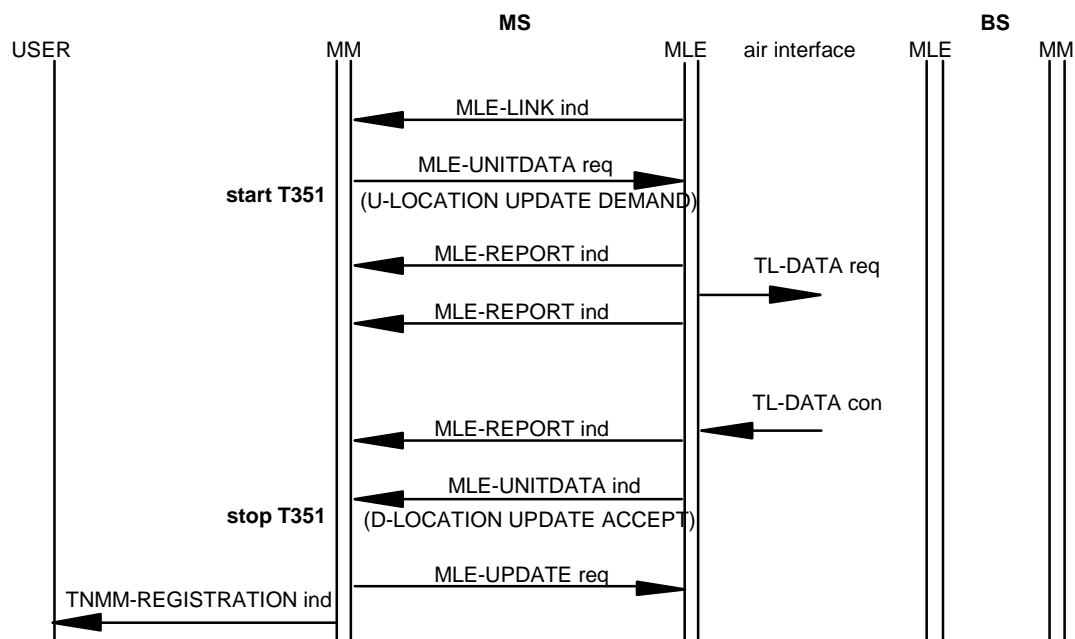 MS BS
USER MM MLE air interface MLE MM
MLE-LINK ind
MLE-UNITDATA req
start T351
(U-LOCATION UPDATE DEMAND)
MLE-REPORT ind
TL-DATA req
MLE-REPORT ind
TL-DATA con
MLE-REPORT ind
MLE-UNITDATA ind
stop T351
(D-LOCATION UPDATE ACCEPT)
MLE-UPDATE req
TNMM-REGISTRATION ind